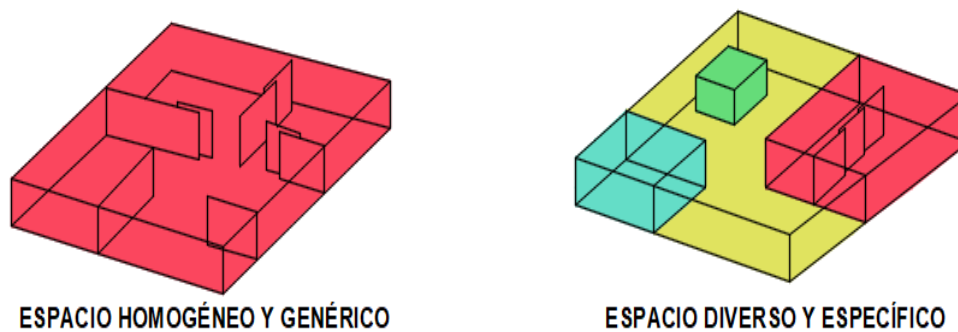 ESPACIO HOMOGÉNEO Y GENÉRICO
ESPACIO DIVERSO Y ESPECÍFICO